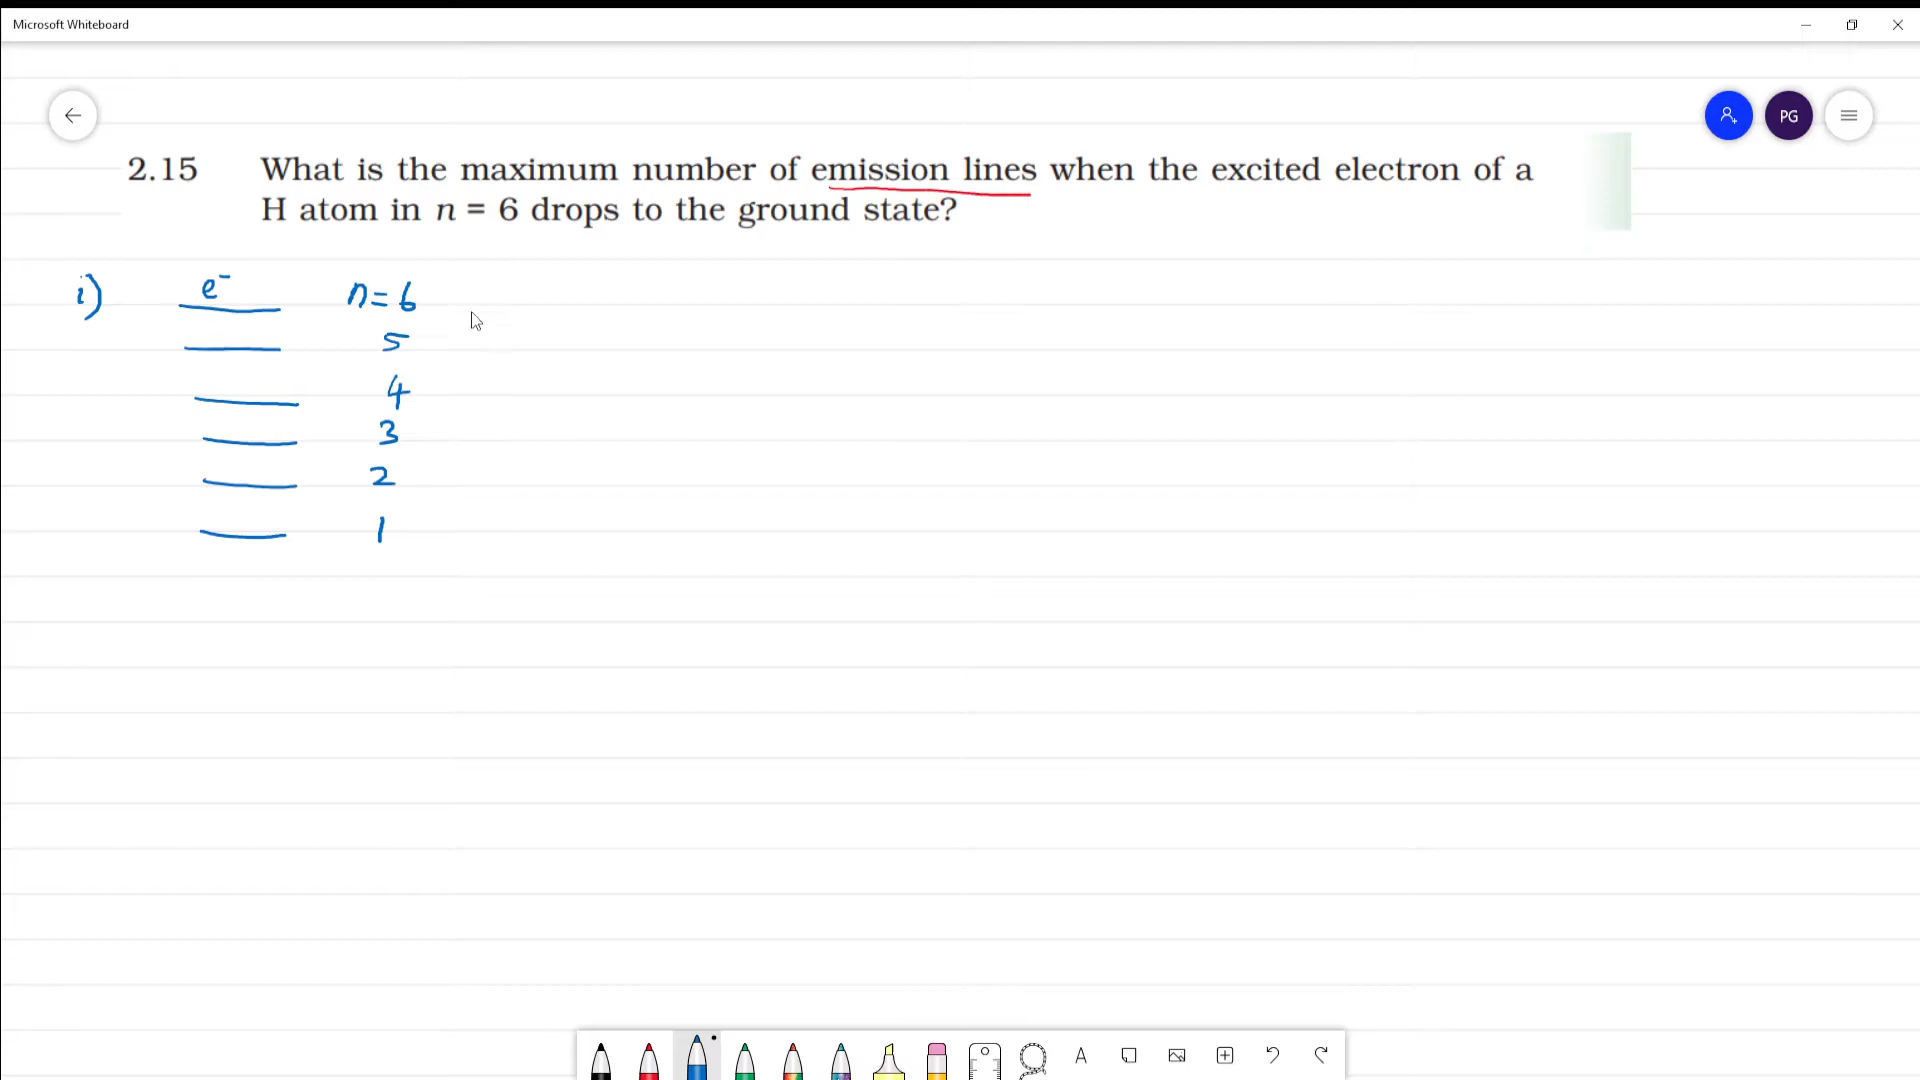 Microsoft Whiteboard
PG
2.15 What is the maximum number of emission lines when the excited electron of a
H atom in n = 6 drops to the ground state?
i) e⁻ n = 6
5
4
3
2
1
A